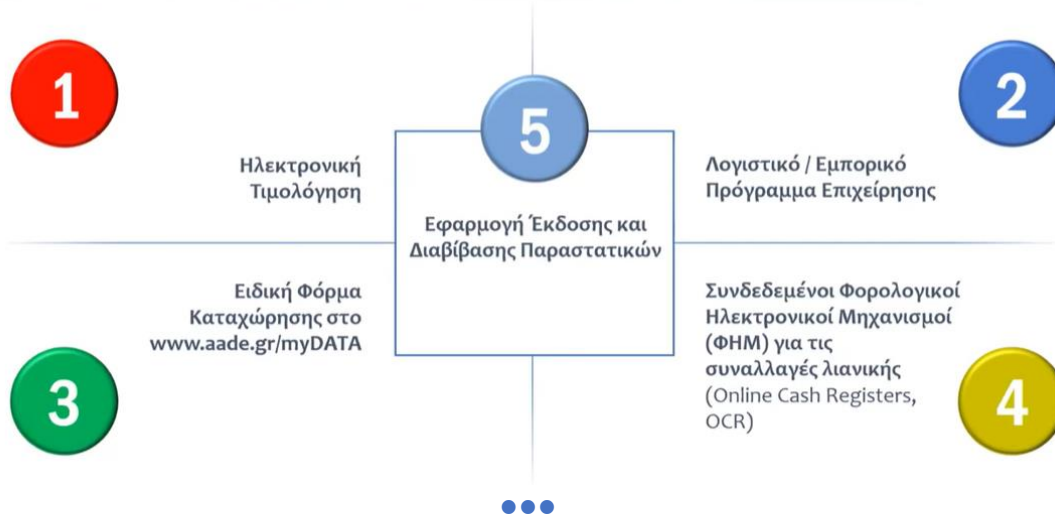 1
Ηλεκτρονική
Τιμολόγηση
2
Λογιστικό / Εμπορικό
Πρόγραμμα Επιχείρησης
5
Εφαρμογή Έκδοσης και
Διαβίβασης Παραστατικών
3
Ειδική Φόρμα
Καταχώρησης στο
www.aade.gr/myDATA
4
Συνδεδεμένοι Φορολογικοί
Ηλεκτρονικοί Μηχανισμοί
(ΦΗΜ) για τις
συναλλαγές λιανικής
(Online Cash Registers,
OCR)